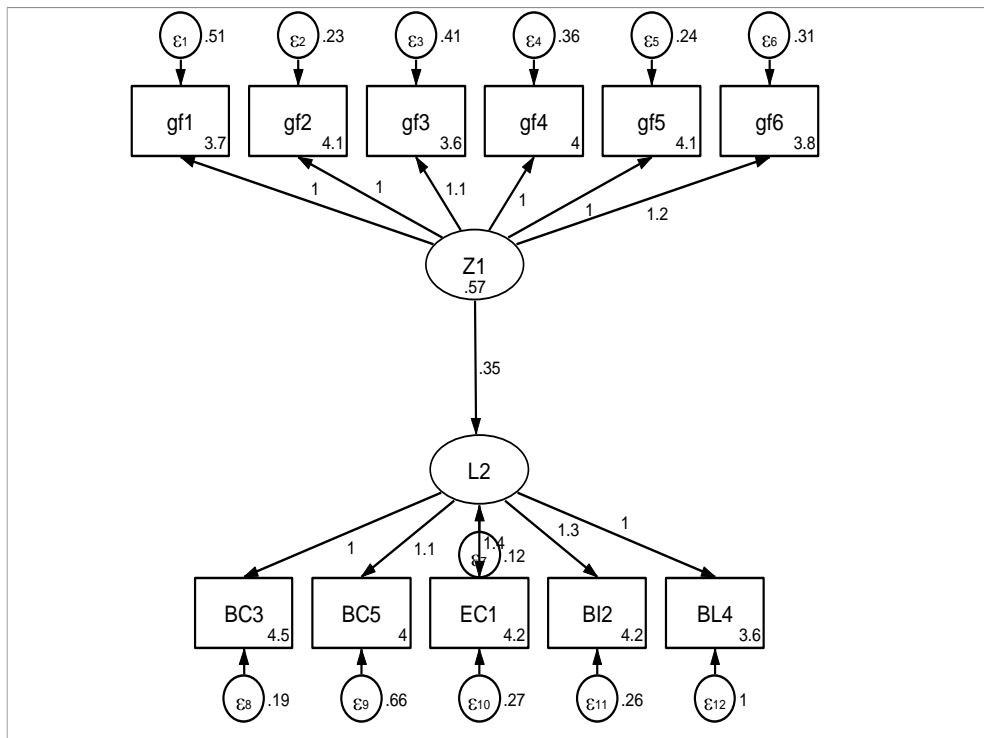 ε1 .51 ε2 .23 ε3 .41 ε4 .36 ε5 .24 ε6 .31
gf1 gf2 gf3 gf4 gf5 gf6
3.7 4.1 3.6 4 4.1 3.8
1 1 1.1 1 1 1.2
Z1
.57
.35
L2
1 1.1 1.4 1.3 1
ε7 .12
BC3 BC5 EC1 BI2 BL4
4.5 4 4.2 4.2 3.6
ε8 .19 ε9 .66 ε10 .27 ε11 .26 ε12 1